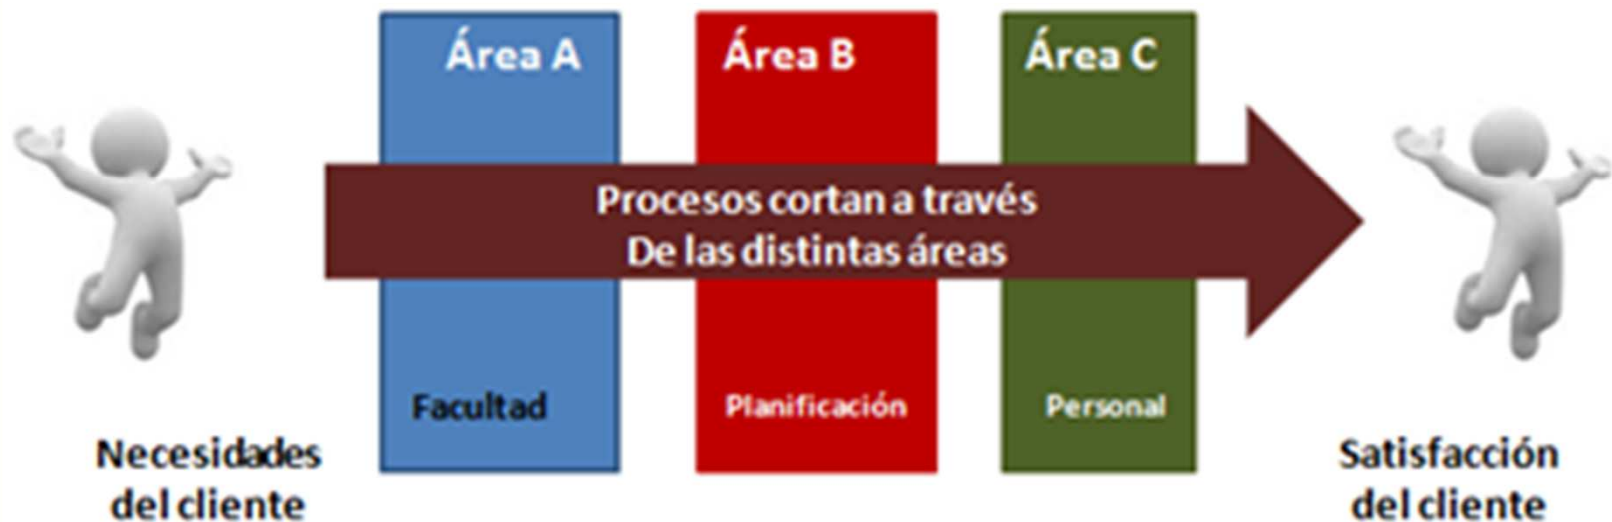 Área A
Área B
Área C
Procesos cortan a través
De las distintas áreas
Facultad
Planificación
Personal
Necesidades
del cliente
Satisfacción
del cliente